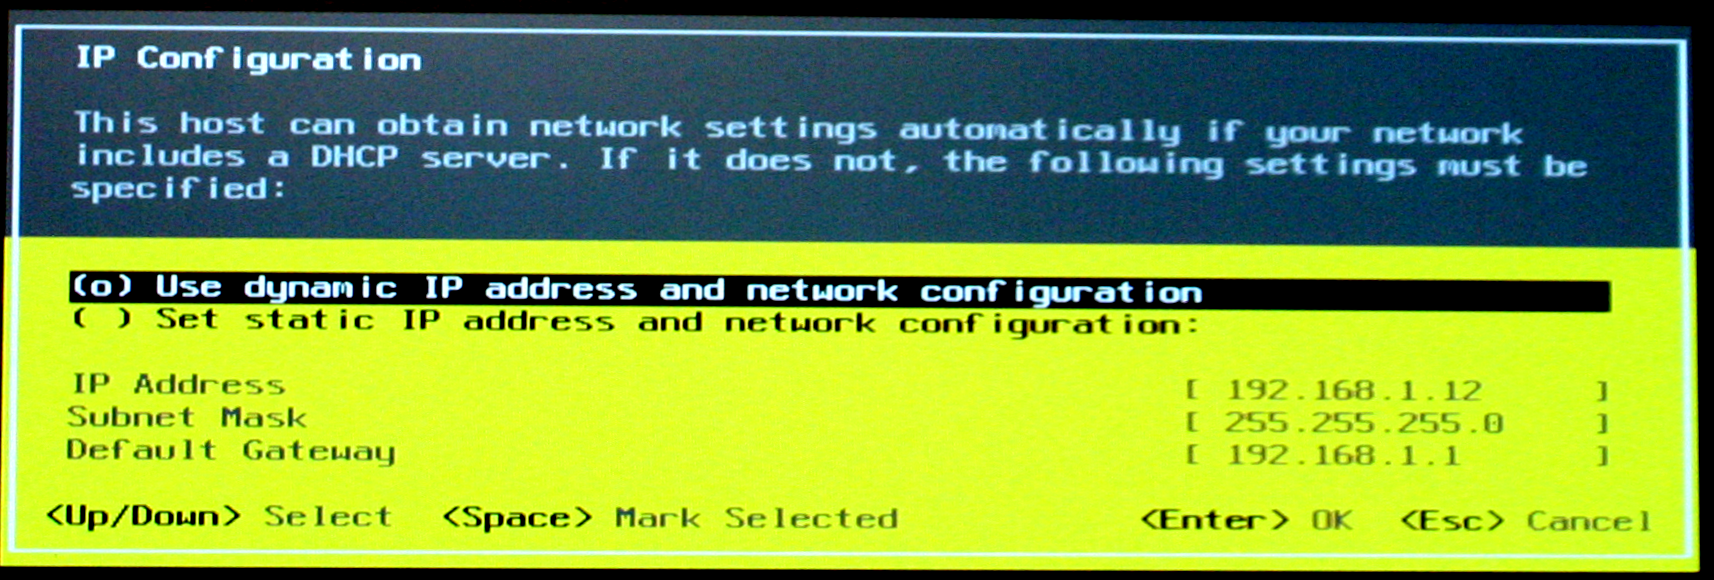 IP Configuration
This host can obtain network settings automatically if your network
includes a DHCP server. If it does not, the following settings must be
specified:
(o) Use dynamic IP address and network configuration
( ) Set static IP address and network configuration:
IP Address [ 192.168.1.12 ]
Subnet Mask [ 255.255.255.0 ]
Default Gateway [ 192.168.1.1 ]
<Up/Down> Select <Space> Mark Selected <Enter> OK <Esc> Cancel